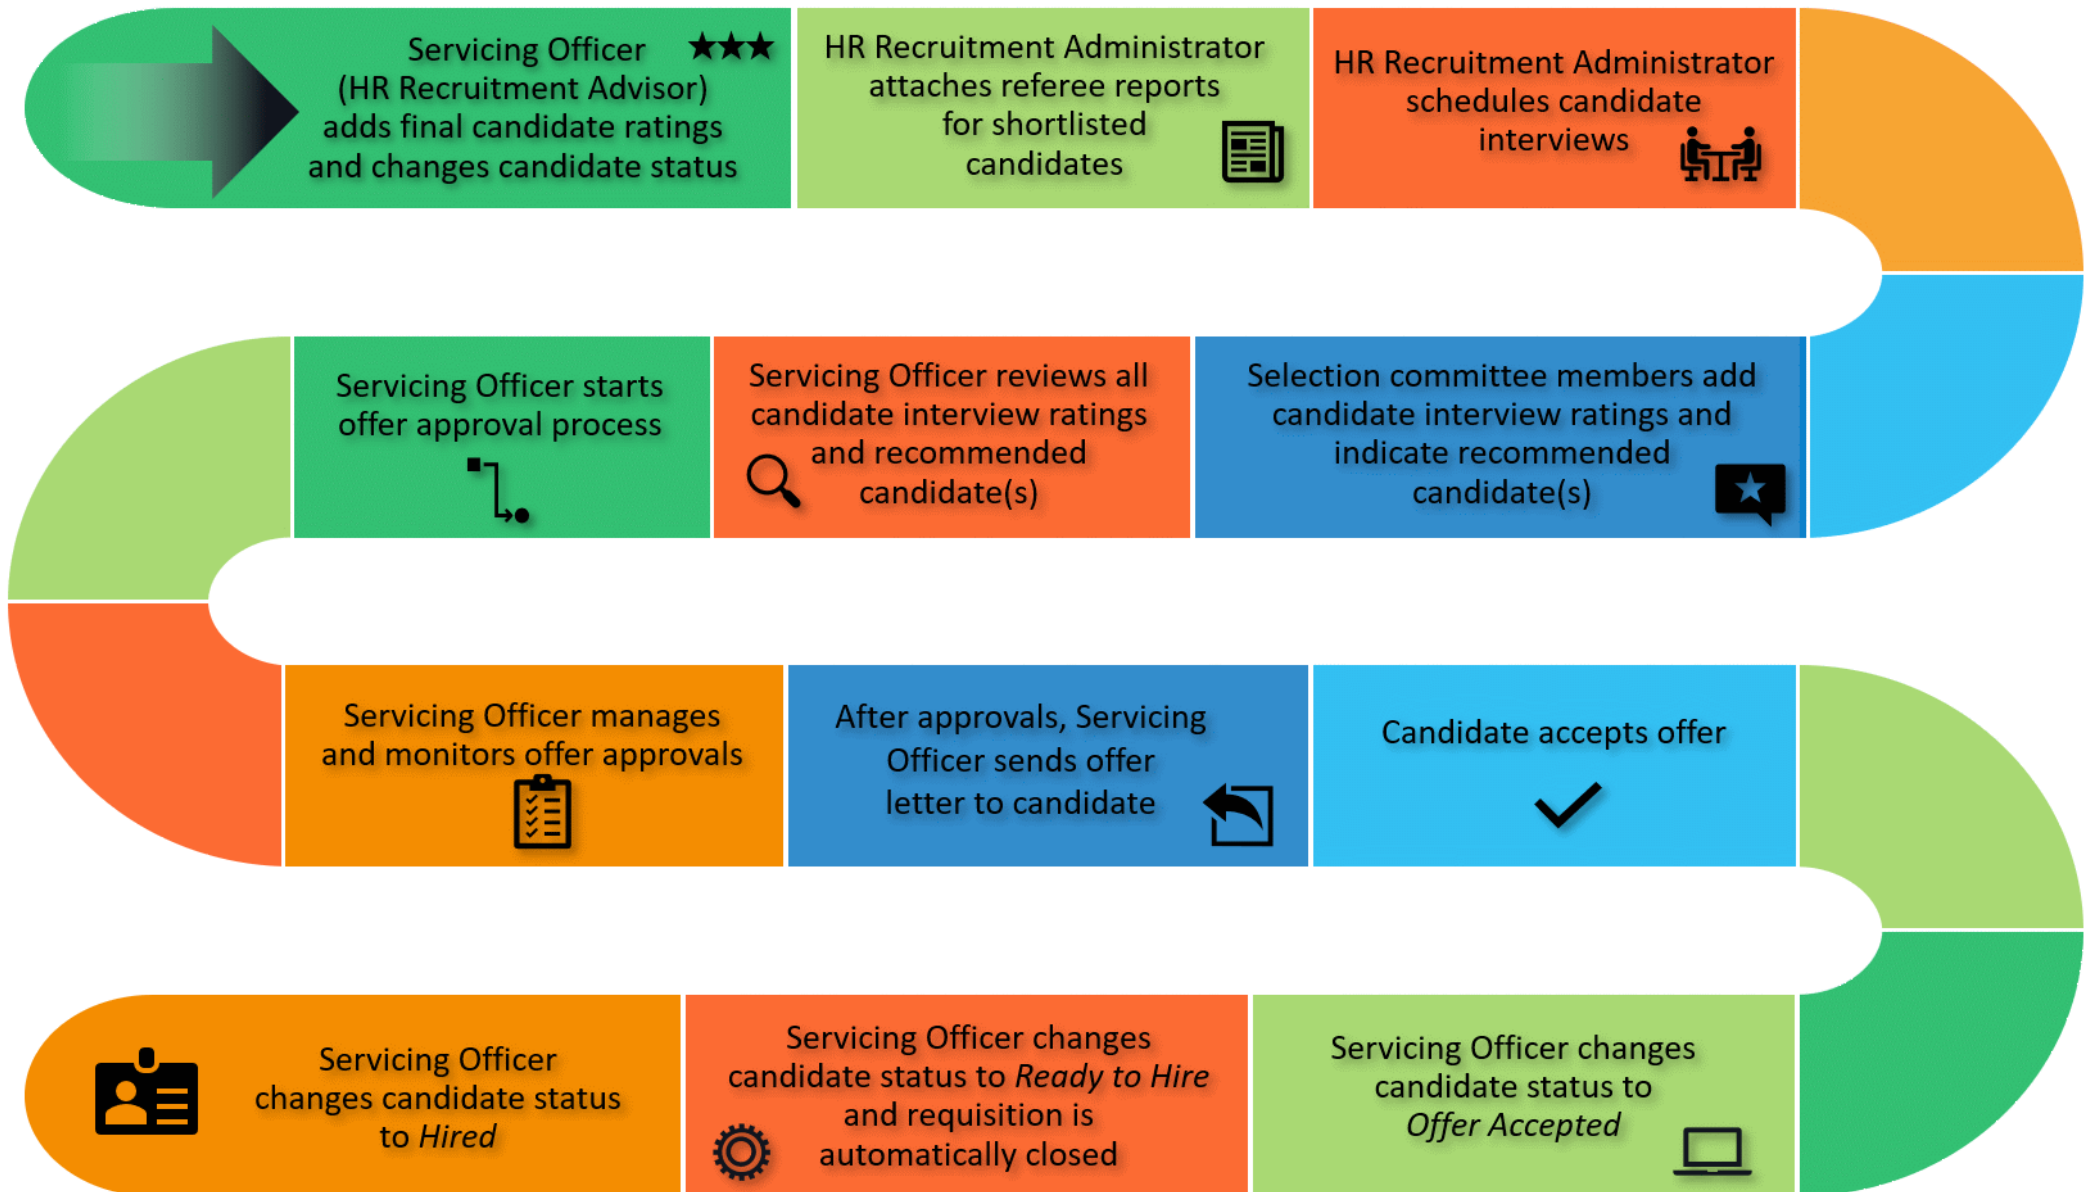 Servicing Officer
(HR Recruitment Advisor)
adds final candidate ratings
and changes candidate status
HR Recruitment Administrator
attaches referee reports
for shortlisted
candidates
HR Recruitment Administrator
schedules candidate
interviews
Selection committee members add
candidate interview ratings and
indicate recommended
candidate(s)
Servicing Officer reviews all
candidate interview ratings
and recommended
candidate(s)
Servicing Officer starts
offer approval process
Servicing Officer manages
and monitors offer approvals
After approvals, Servicing
Officer sends offer
letter to candidate
Candidate accepts offer
Servicing Officer changes
candidate status to
Offer Accepted
Servicing Officer changes
candidate status to Ready to Hire
and requisition is
automatically closed
Servicing Officer
changes candidate status
to Hired